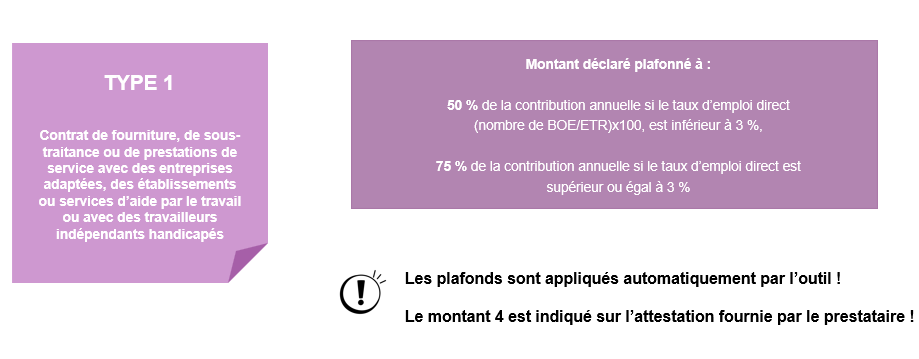 TYPE 1
Contrat de fourniture, de sous-
traitance ou de prestations de
service avec des entreprises
adaptées, des établissements
ou services d’aide par le travail
ou avec des travailleurs
indépendants handicapés
Montant déclaré plafonné à :
50 % de la contribution annuelle si le taux d’emploi direct
(nombre de BOE/ETR)x100, est inférieur à 3 %,
75 % de la contribution annuelle si le taux d’emploi direct est
supérieur ou égal à 3 %
Les plafonds sont appliqués automatiquement par l’outil !
Le montant 4 est indiqué sur l’attestation fournie par le prestataire !